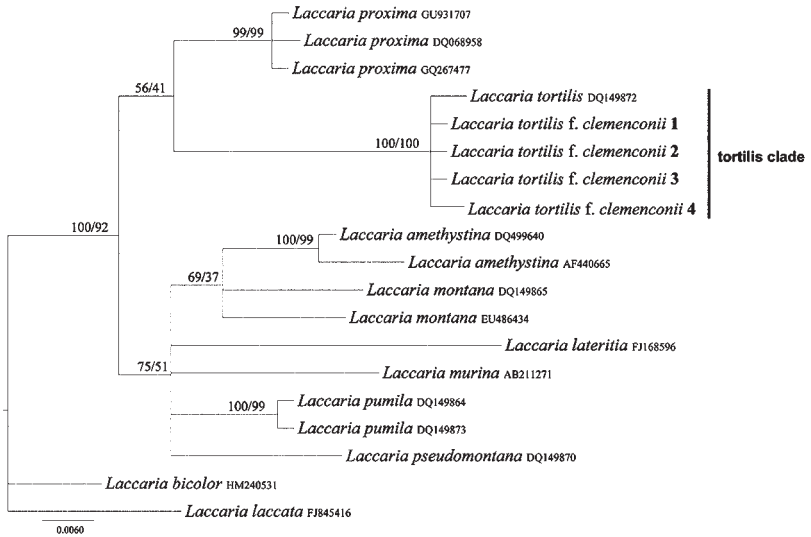 Laccaria proxima GU931707
99/99
Laccaria proxima DQ068958
Laccaria proxima GQ267477
56/41
Laccaria tortilis DQ149872
Laccaria tortilis f. clemenconii 1
100/100
Laccaria tortilis f. clemenconii 2
tortilis clade
Laccaria tortilis f. clemenconii 3
Laccaria tortilis f. clemenconii 4
100/92
Laccaria amethystina DQ499640
100/99
Laccaria amethystina AF440665
69/37
Laccaria montana DQ149865
Laccaria montana EU486434
Laccaria lateritia FJ168596
75/51
Laccaria murina AB211271
Laccaria pumila DQ149864
100/99
Laccaria pumila DQ149873
Laccaria pseudomontana DQ149870
Laccaria bicolor HM240531
Laccaria laccata FJ845416
0.0060